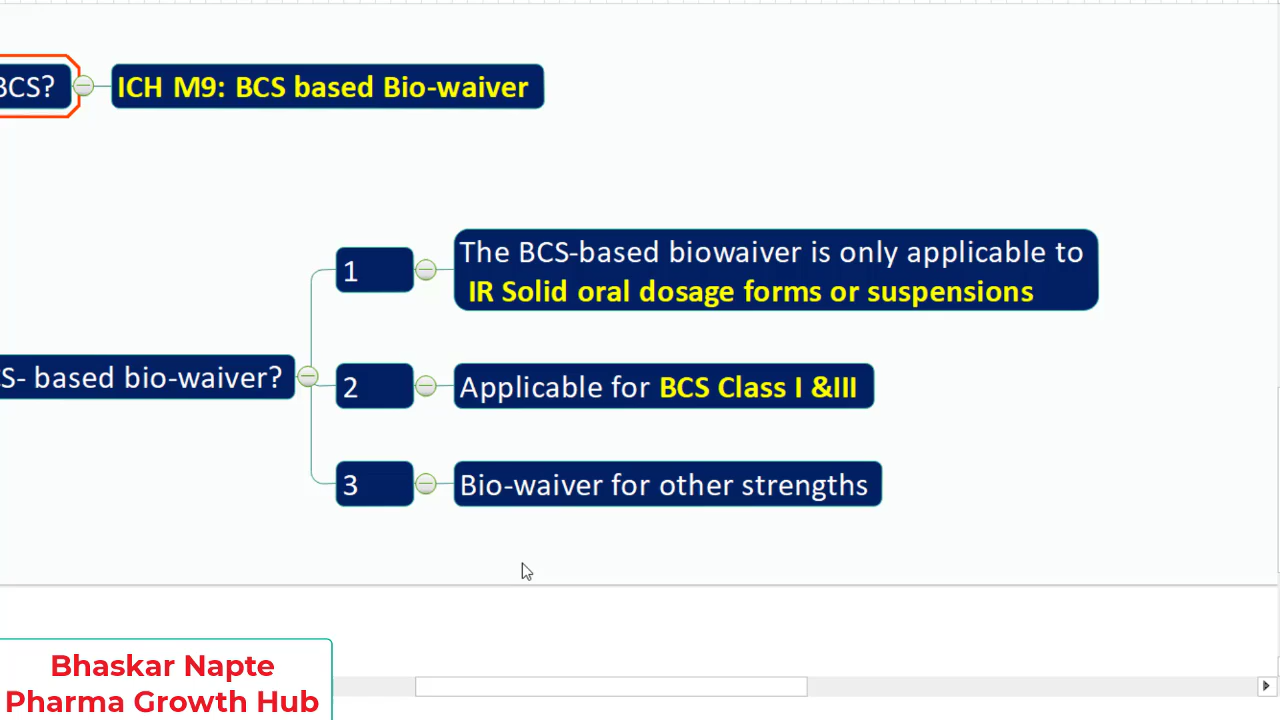 BCS?
ICH M9: BCS based Bio-waiver
1
The BCS-based biowaiver is only applicable to
IR Solid oral dosage forms or suspensions
CS- based bio-waiver?
2
Applicable for BCS Class I &III
3
Bio-waiver for other strengths
Bhaskar Napte
Pharma Growth Hub